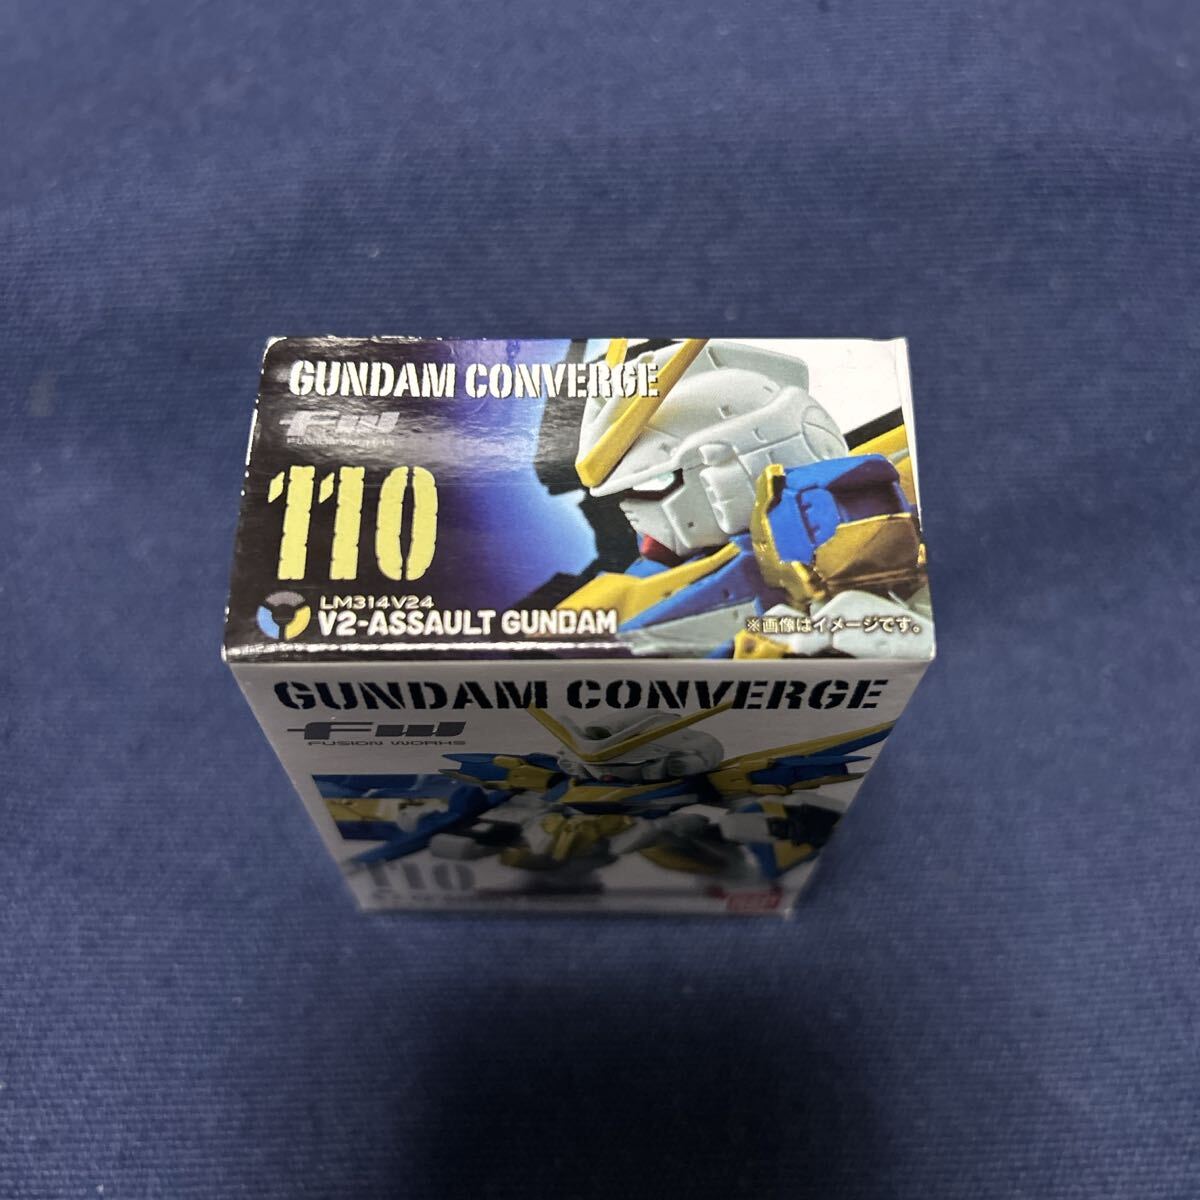 GUNDAM CONVERGE
FW
FUSION WORKS
110
LM314V24
V2-ASSAULT GUNDAM
※画像はイメージです。
GUNDAM CONVERGE
FW
FUSION WORKS
110